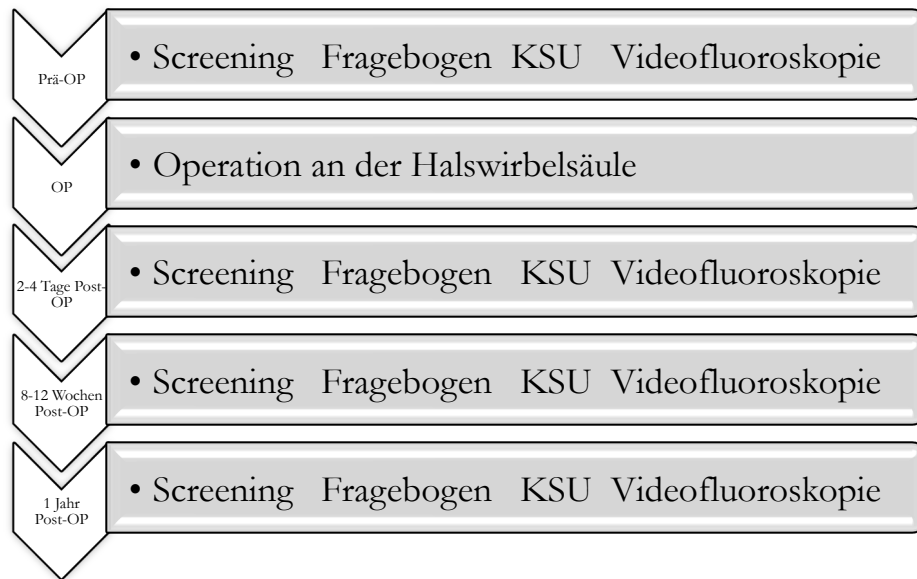 Prä-OP
• Screening Fragebogen KSU Videofluoroskopie
OP
• Operation an der Halswirbelsäule
2-4 Tage Post-
OP
• Screening Fragebogen KSU Videofluoroskopie
8-12 Wochen
Post-OP
• Screening Fragebogen KSU Videofluoroskopie
1 Jahr
Post-OP
• Screening Fragebogen KSU Videofluoroskopie